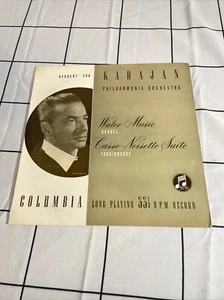 HERBERT VON
KARAJAN
PHILHARMONIA ORCHESTRA
Water Music
HANDEL
Casse-Noisette Suite
TCHAIKOVSKY
COLUMBIA
LONG PLAYING 33⅓ R.P.M. RECORD